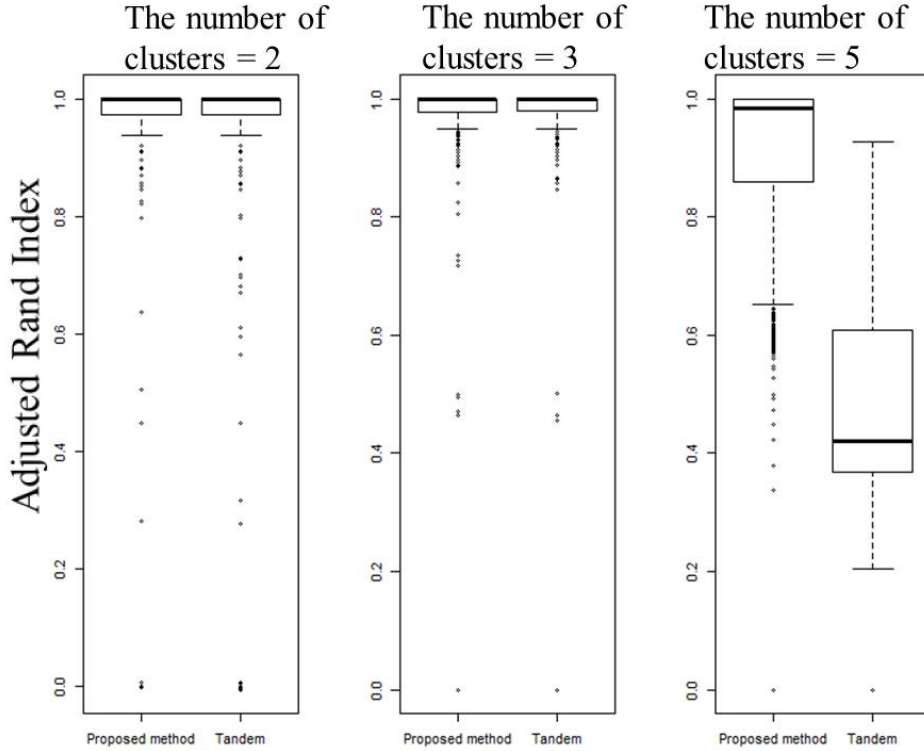 The number of
clusters = 2
The number of
clusters = 3
The number of
clusters = 5
Adjusted Rand Index
1.0
0.8
0.6
0.4
0.2
0.0
Proposed method Tandem
1.0
0.8
0.6
0.4
0.2
0.0
Proposed method Tandem
1.0
0.8
0.6
0.4
0.2
0.0
Proposed method Tandem